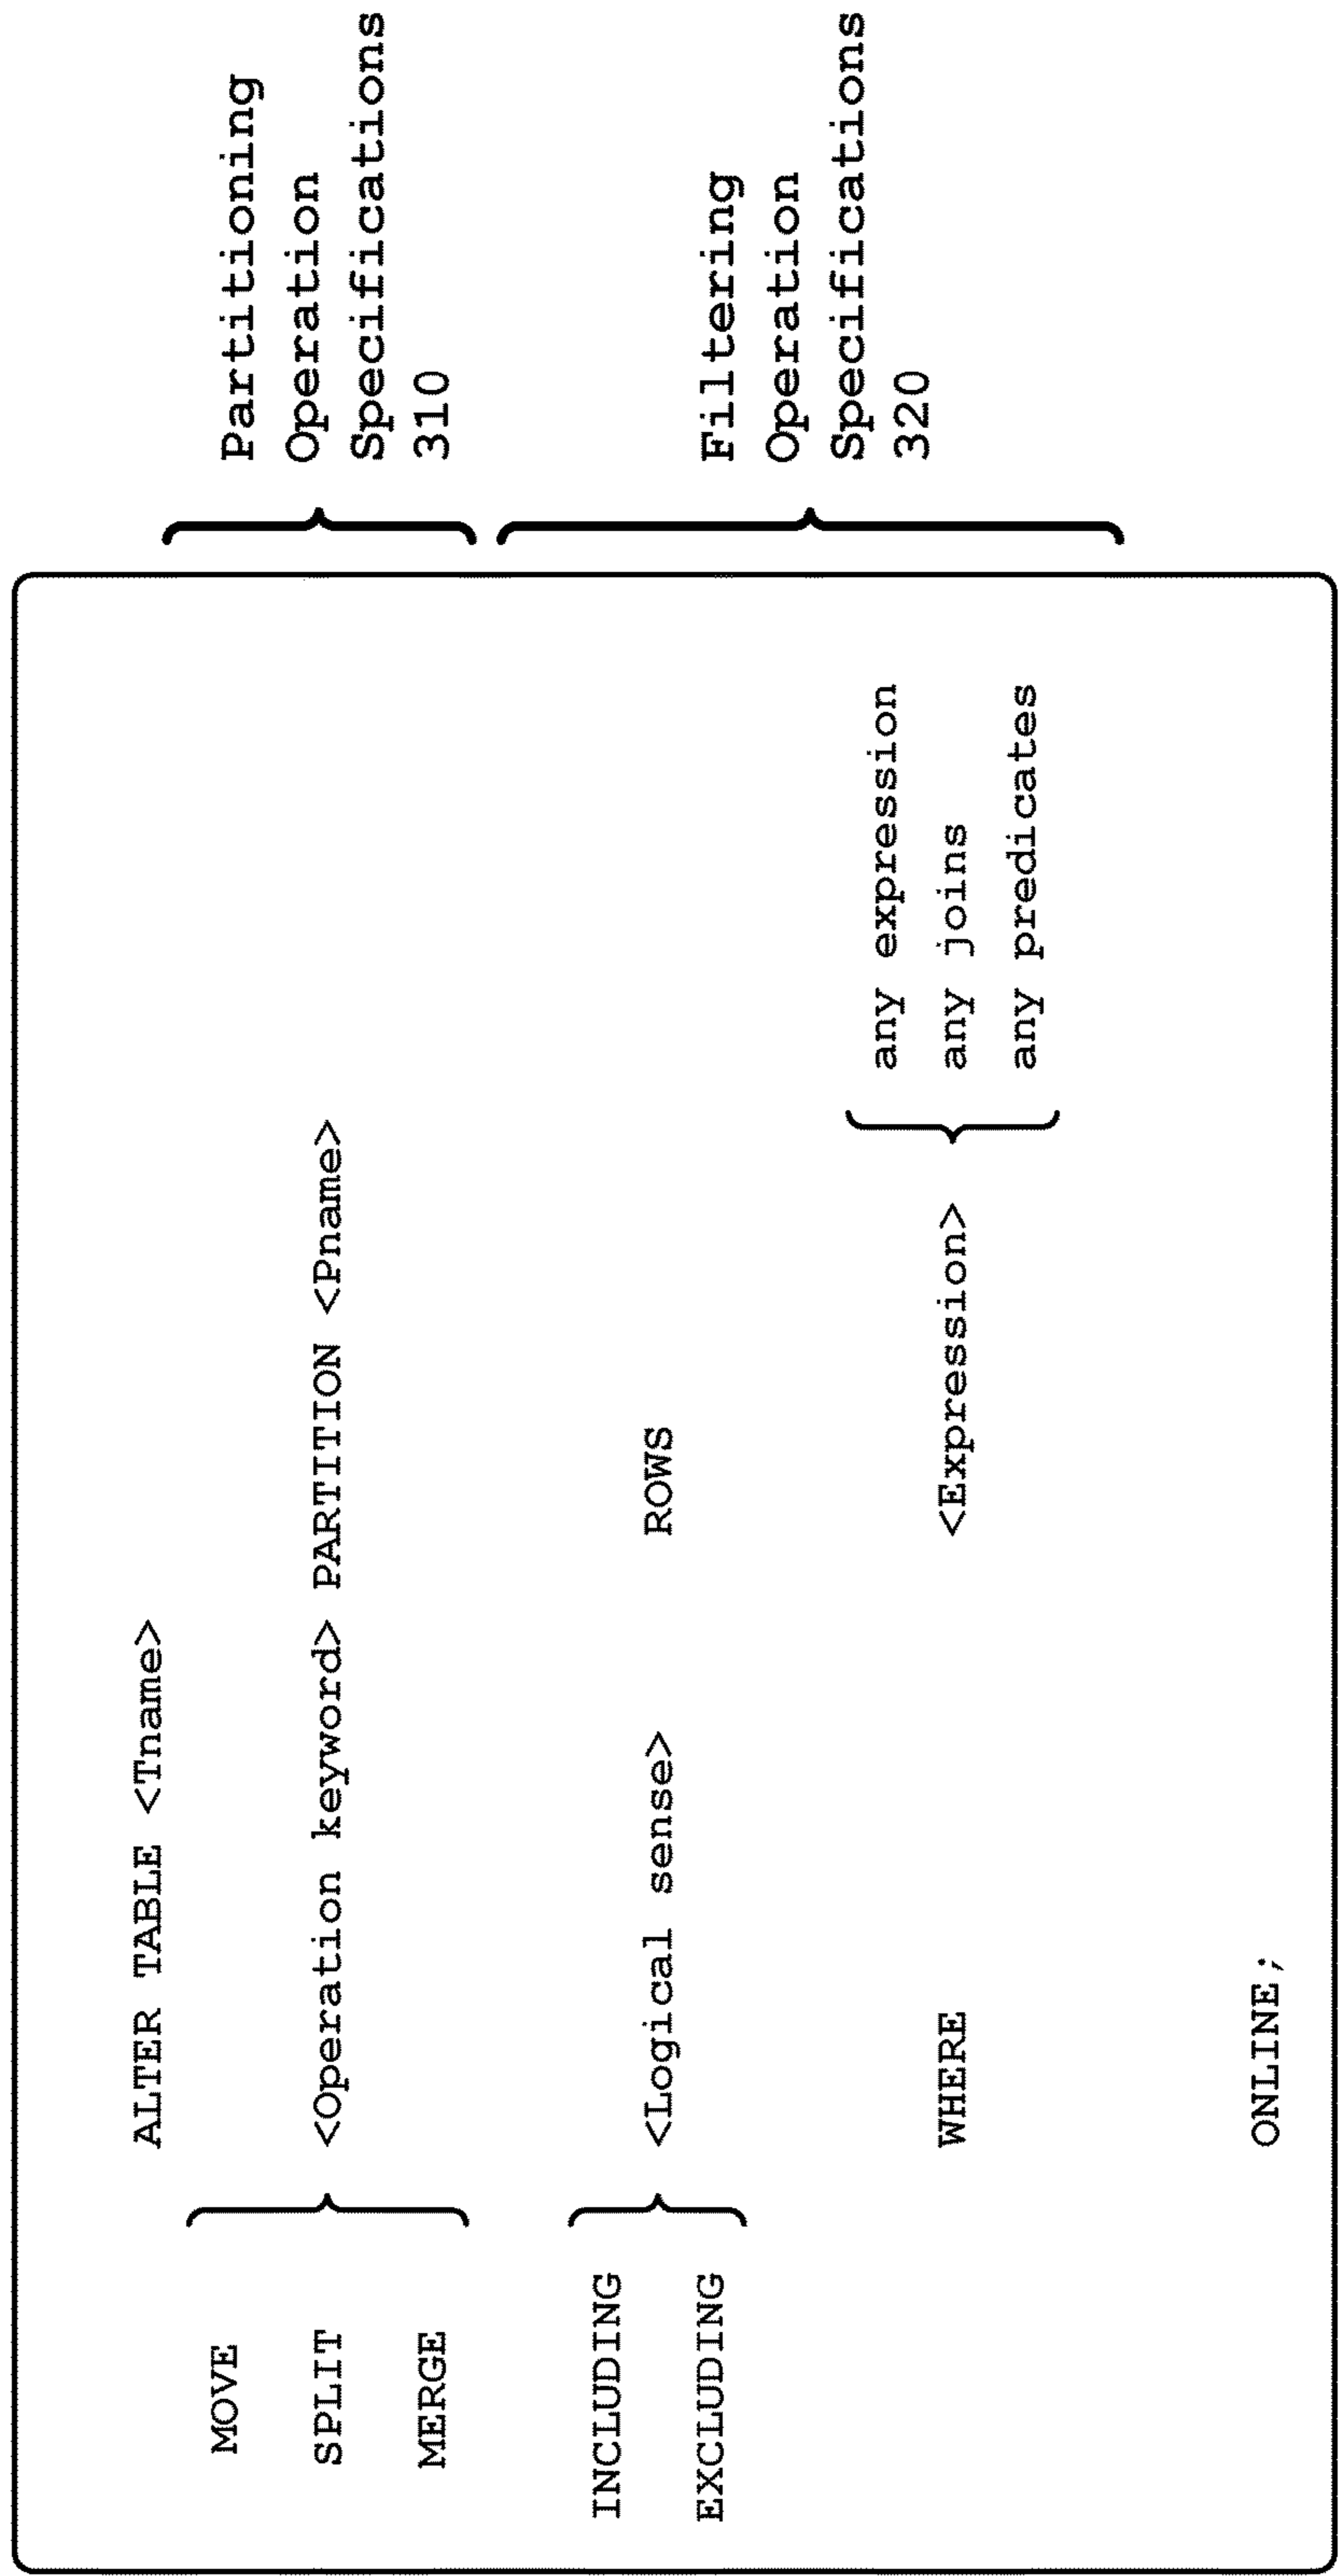 ALTER TABLE <Tname>
MOVE
SPLIT
MERGE
<Operation keyword> PARTITION <Pname>
INCLUDING
EXCLUDING
<Logical sense>
ROWS
WHERE
<Expression>
any expression
any joins
any predicates
ONLINE;
Partitioning
Operation
Specifications
310
Filtering
Operation
Specifications
320